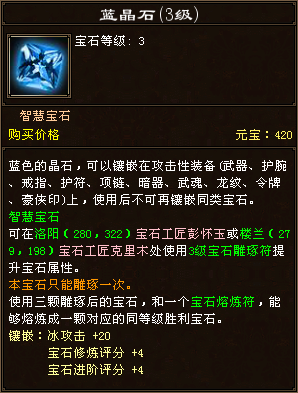 蓝晶石(3级)
宝石等级: 3
智慧宝石
购买价格 元宝: 420
蓝色的晶石，可以镶嵌在攻击性装备(武器、护腕、戒指、护符、项链、暗器、武魂、龙纹、令牌、豪侠印)上，使用后不可再镶嵌同类宝石。
智慧宝石
可在洛阳（260，322）宝石工匠彭怀玉或楼兰（279，198）宝石工匠克里木处使用3级宝石雕琢符提升宝石属性。
本宝石只能雕琢一次。
使用三颗雕琢后的宝石，和一个宝石熔炼符，能够熔炼成一颗对应的同等级胜利宝石。
镶嵌: 冰攻击 +20
宝石修炼评分 +4
宝石进阶评分 +4